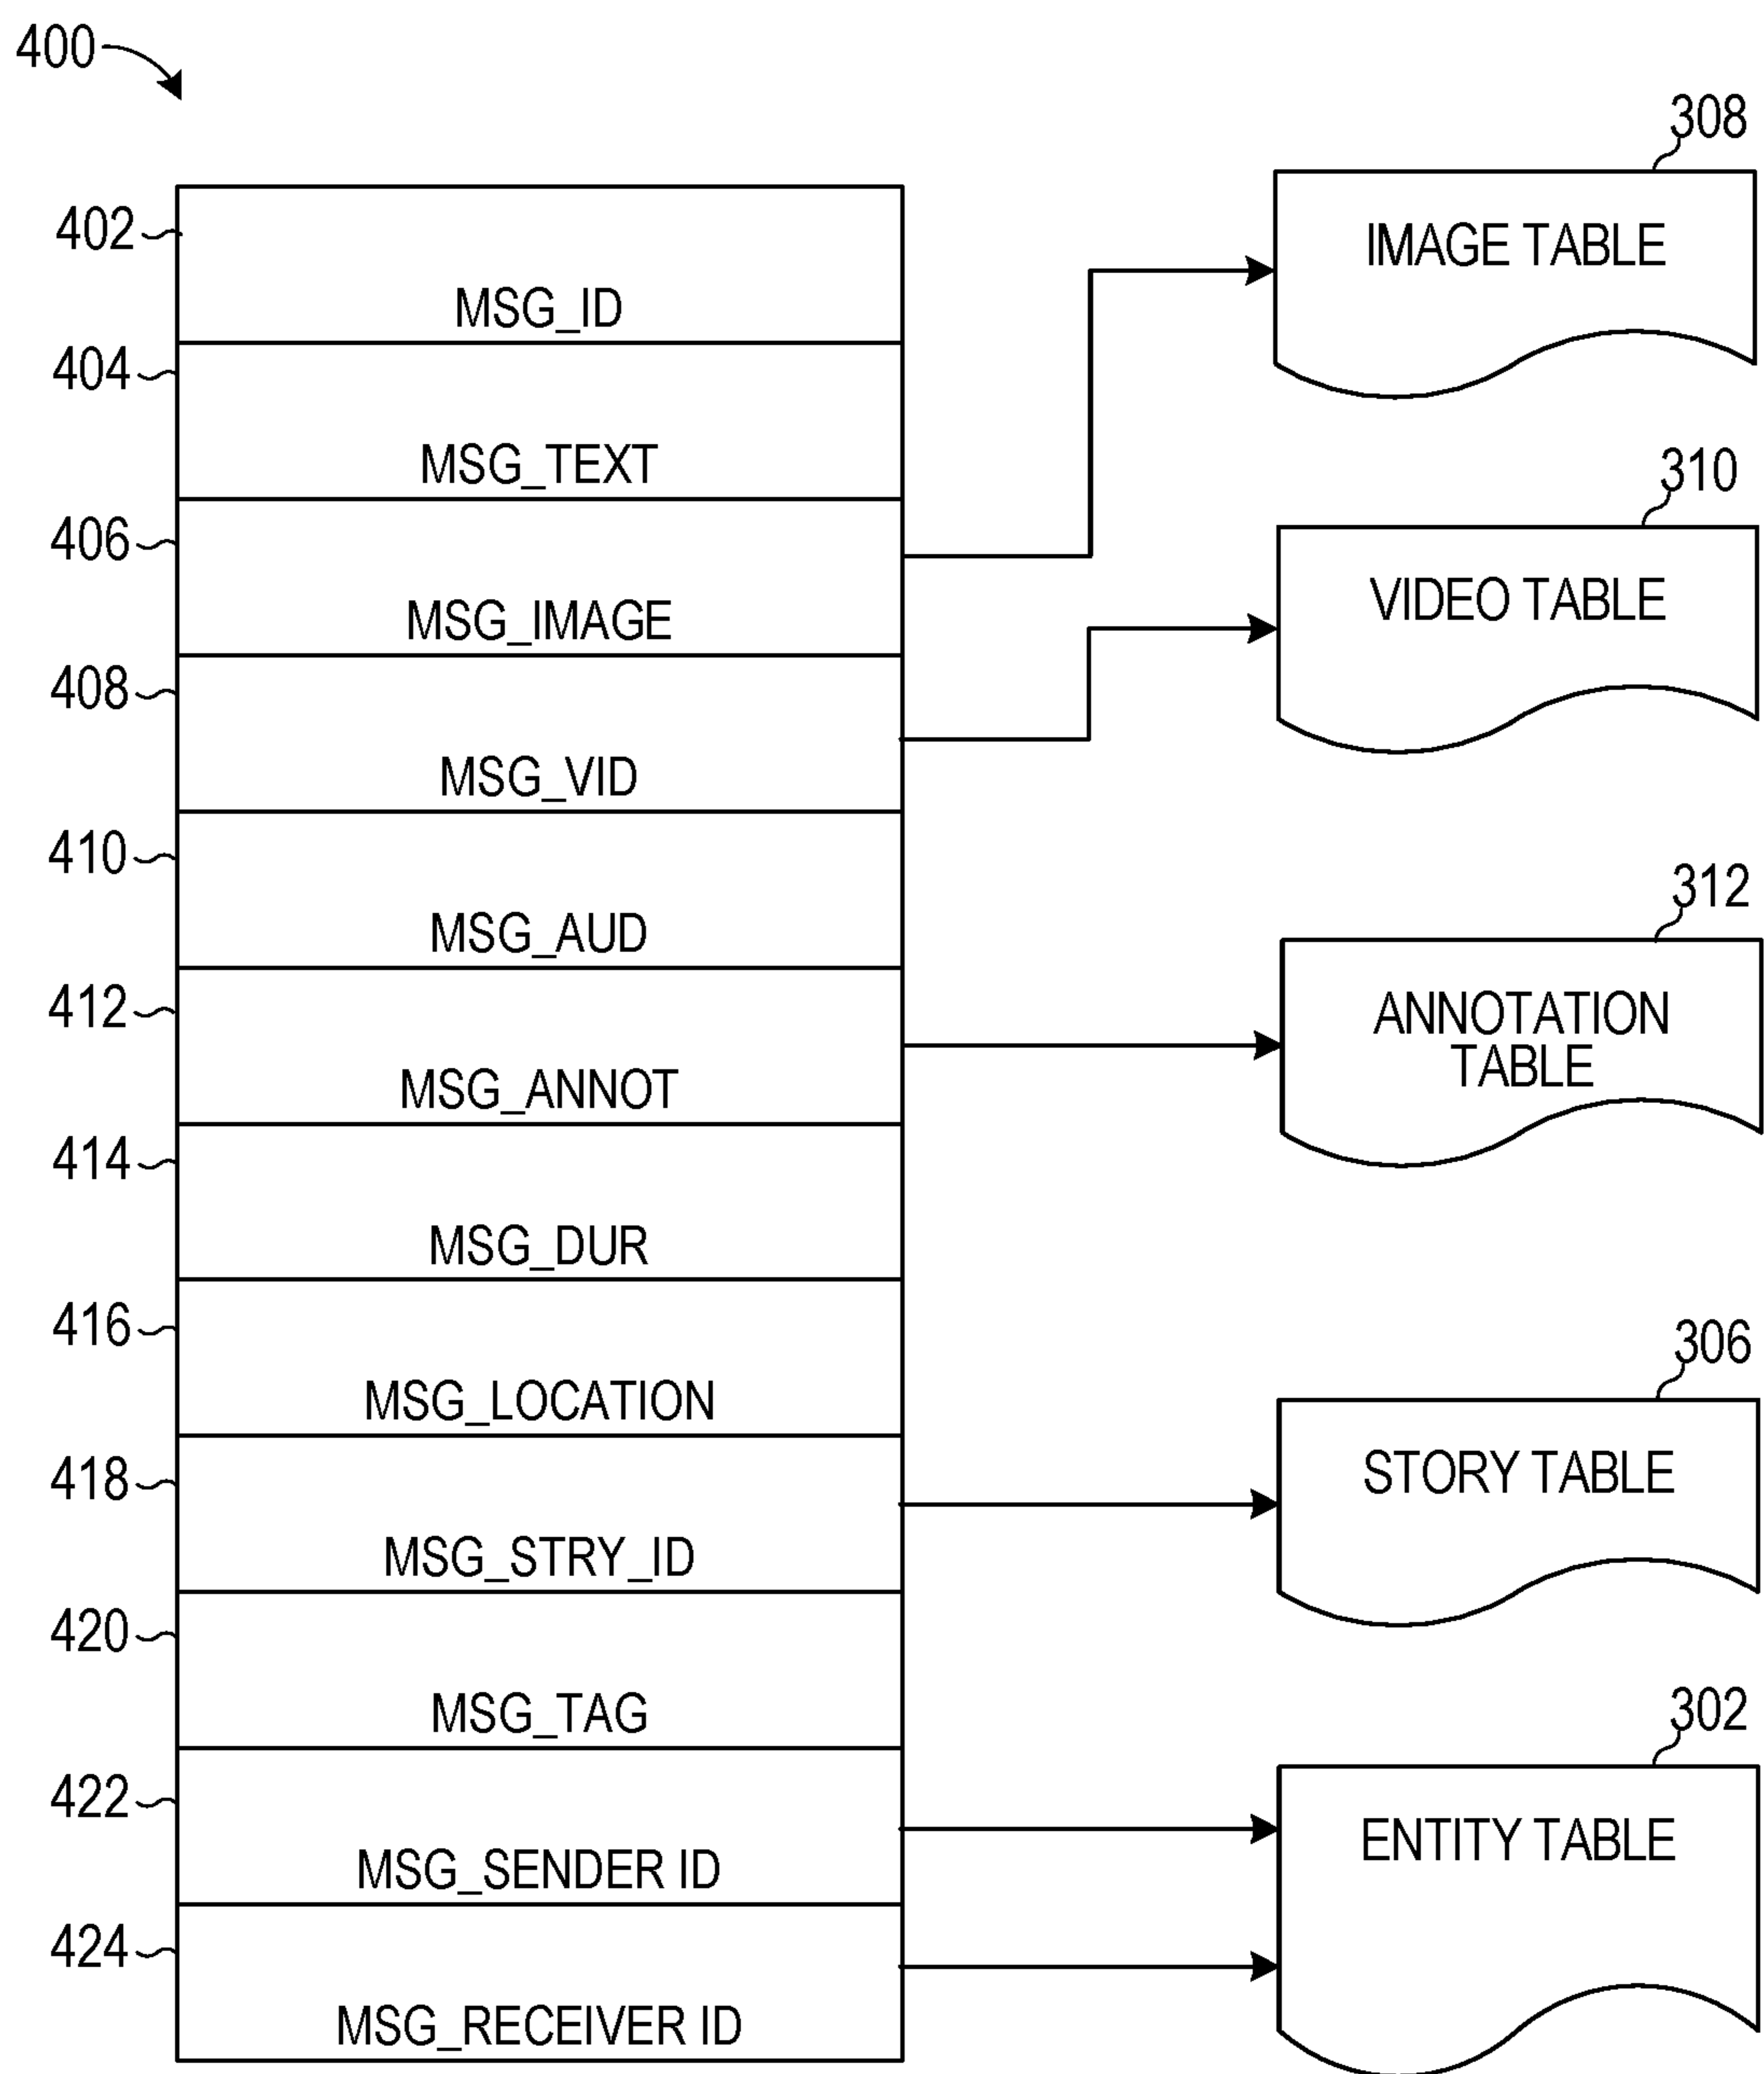 400
308
402
IMAGE TABLE
MSG_ID
404
MSG_TEXT
310
406
VIDEO TABLE
MSG_IMAGE
408
MSG_VID
410
312
MSG_AUD
412
ANNOTATION
TABLE
MSG_ANNOT
414
MSG_DUR
416
306
MSG_LOCATION
418
STORY TABLE
MSG_STRY_ID
420
MSG_TAG
302
422
ENTITY TABLE
MSG_SENDER ID
424
MSG_RECEIVER ID